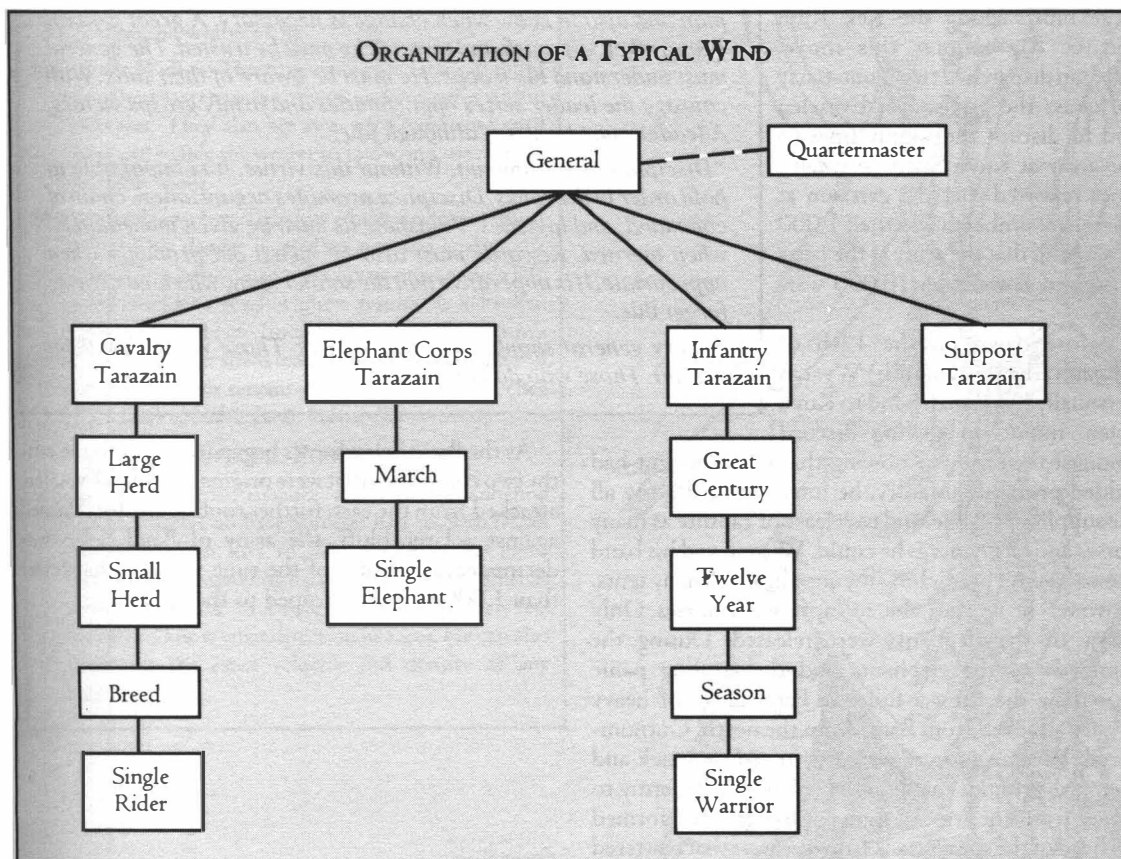 ORGANIZATION OF A TYPICAL WIND
General
Quartermaster
Cavalry
Tarazain
Elephant Corps
Tarazain
Infantry
Tarazain
Support
Tarazain
Large
Herd
March
Great
Century
Small
Herd
Single
Elephant
Twelve
Year
Breed
Season
Single
Rider
Single
Warrior